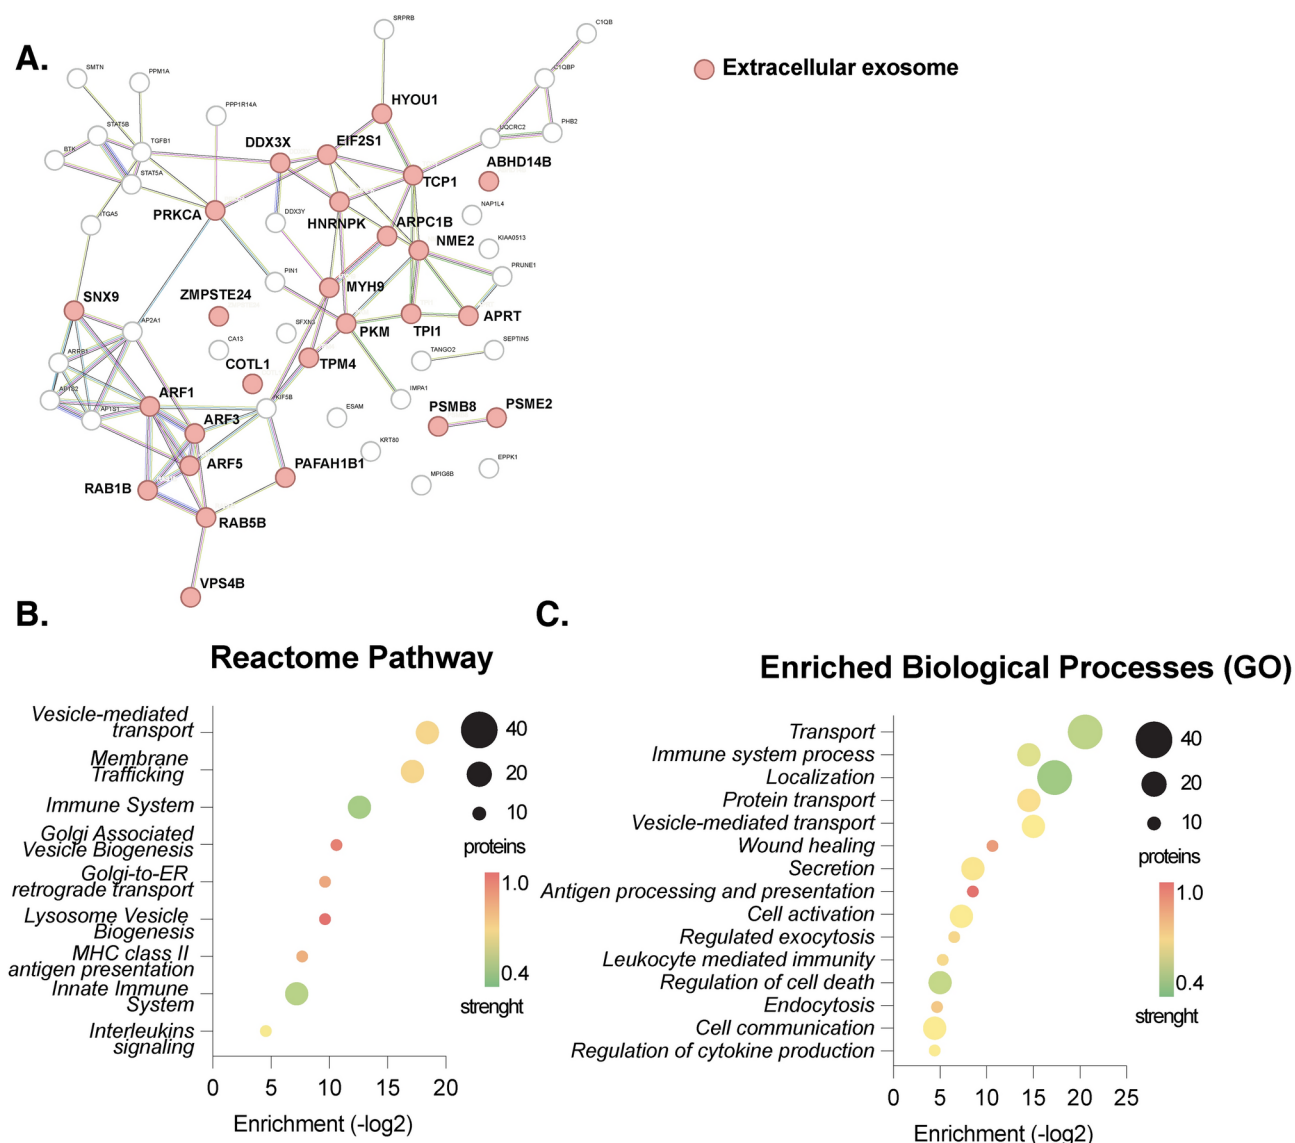 A.
Extracellular exosome
SRPRB
C1QB
SMTN
PPM1A
C1QBP
HYOU1
PPP1R14A
STAT5B
TGFB1
UQCRC2
PHB2
BTK
DDX3X
EIF2S1
ABHD14B
STAT5A
TCP1
PRKCA
ITGA5
DDX3Y
HNRNPK
ARPC1B
NAP1L4
NME2
KIAA0513
PIN1
MYH9
PRUNE1
SNX9
ZMPSTE24
AP2A1
SFXN3
PKM
TPI1
APRT
ARRB1
CA13
COTL1
TPM4
TANGO2
SEPTIN5
AP1S2
ARF1
AP1S1
ARF3
KIF5B
IMPA1
ESAM
PSMB8
PSME2
ARF5
PAFAH1B1
KRT80
RAB1B
MPIG6B
EPPK1
RAB5B
VPS4B
B.
Reactome Pathway
Vesicle-mediated
transport
Membrane
Trafficking
Immune System
Golgi Associated
Vesicle Biogenesis
Golgi-to-ER
retrograde transport
Lysosome Vesicle
Biogenesis
MHC class II
antigen presentation
Innate Immune
System
Interleukins
signaling
0 5 10 15 20
Enrichment (-log2)
40
20
10
proteins
1.0
0.4
strenght
C.
Enriched Biological Processes (GO)
Transport
Immune system process
Localization
Protein transport
Vesicle-mediated transport
Wound healing
Secretion
Antigen processing and presentation
Cell activation
Regulated exocytosis
Leukocyte mediated immunity
Regulation of cell death
Endocytosis
Cell communication
Regulation of cytokine production
0 5 10 15 20 25
Enrichment (-log2)
40
20
10
proteins
1.0
0.4
strenght